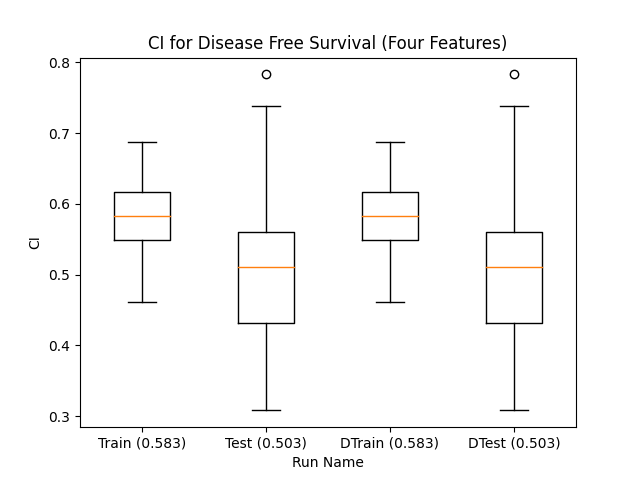 CI for Disease Free Survival (Four Features)
0.8
0.7
0.6
0.5
0.4
0.3
CI
Train (0.583) Test (0.503) DTrain (0.583) DTest (0.503)
Run Name